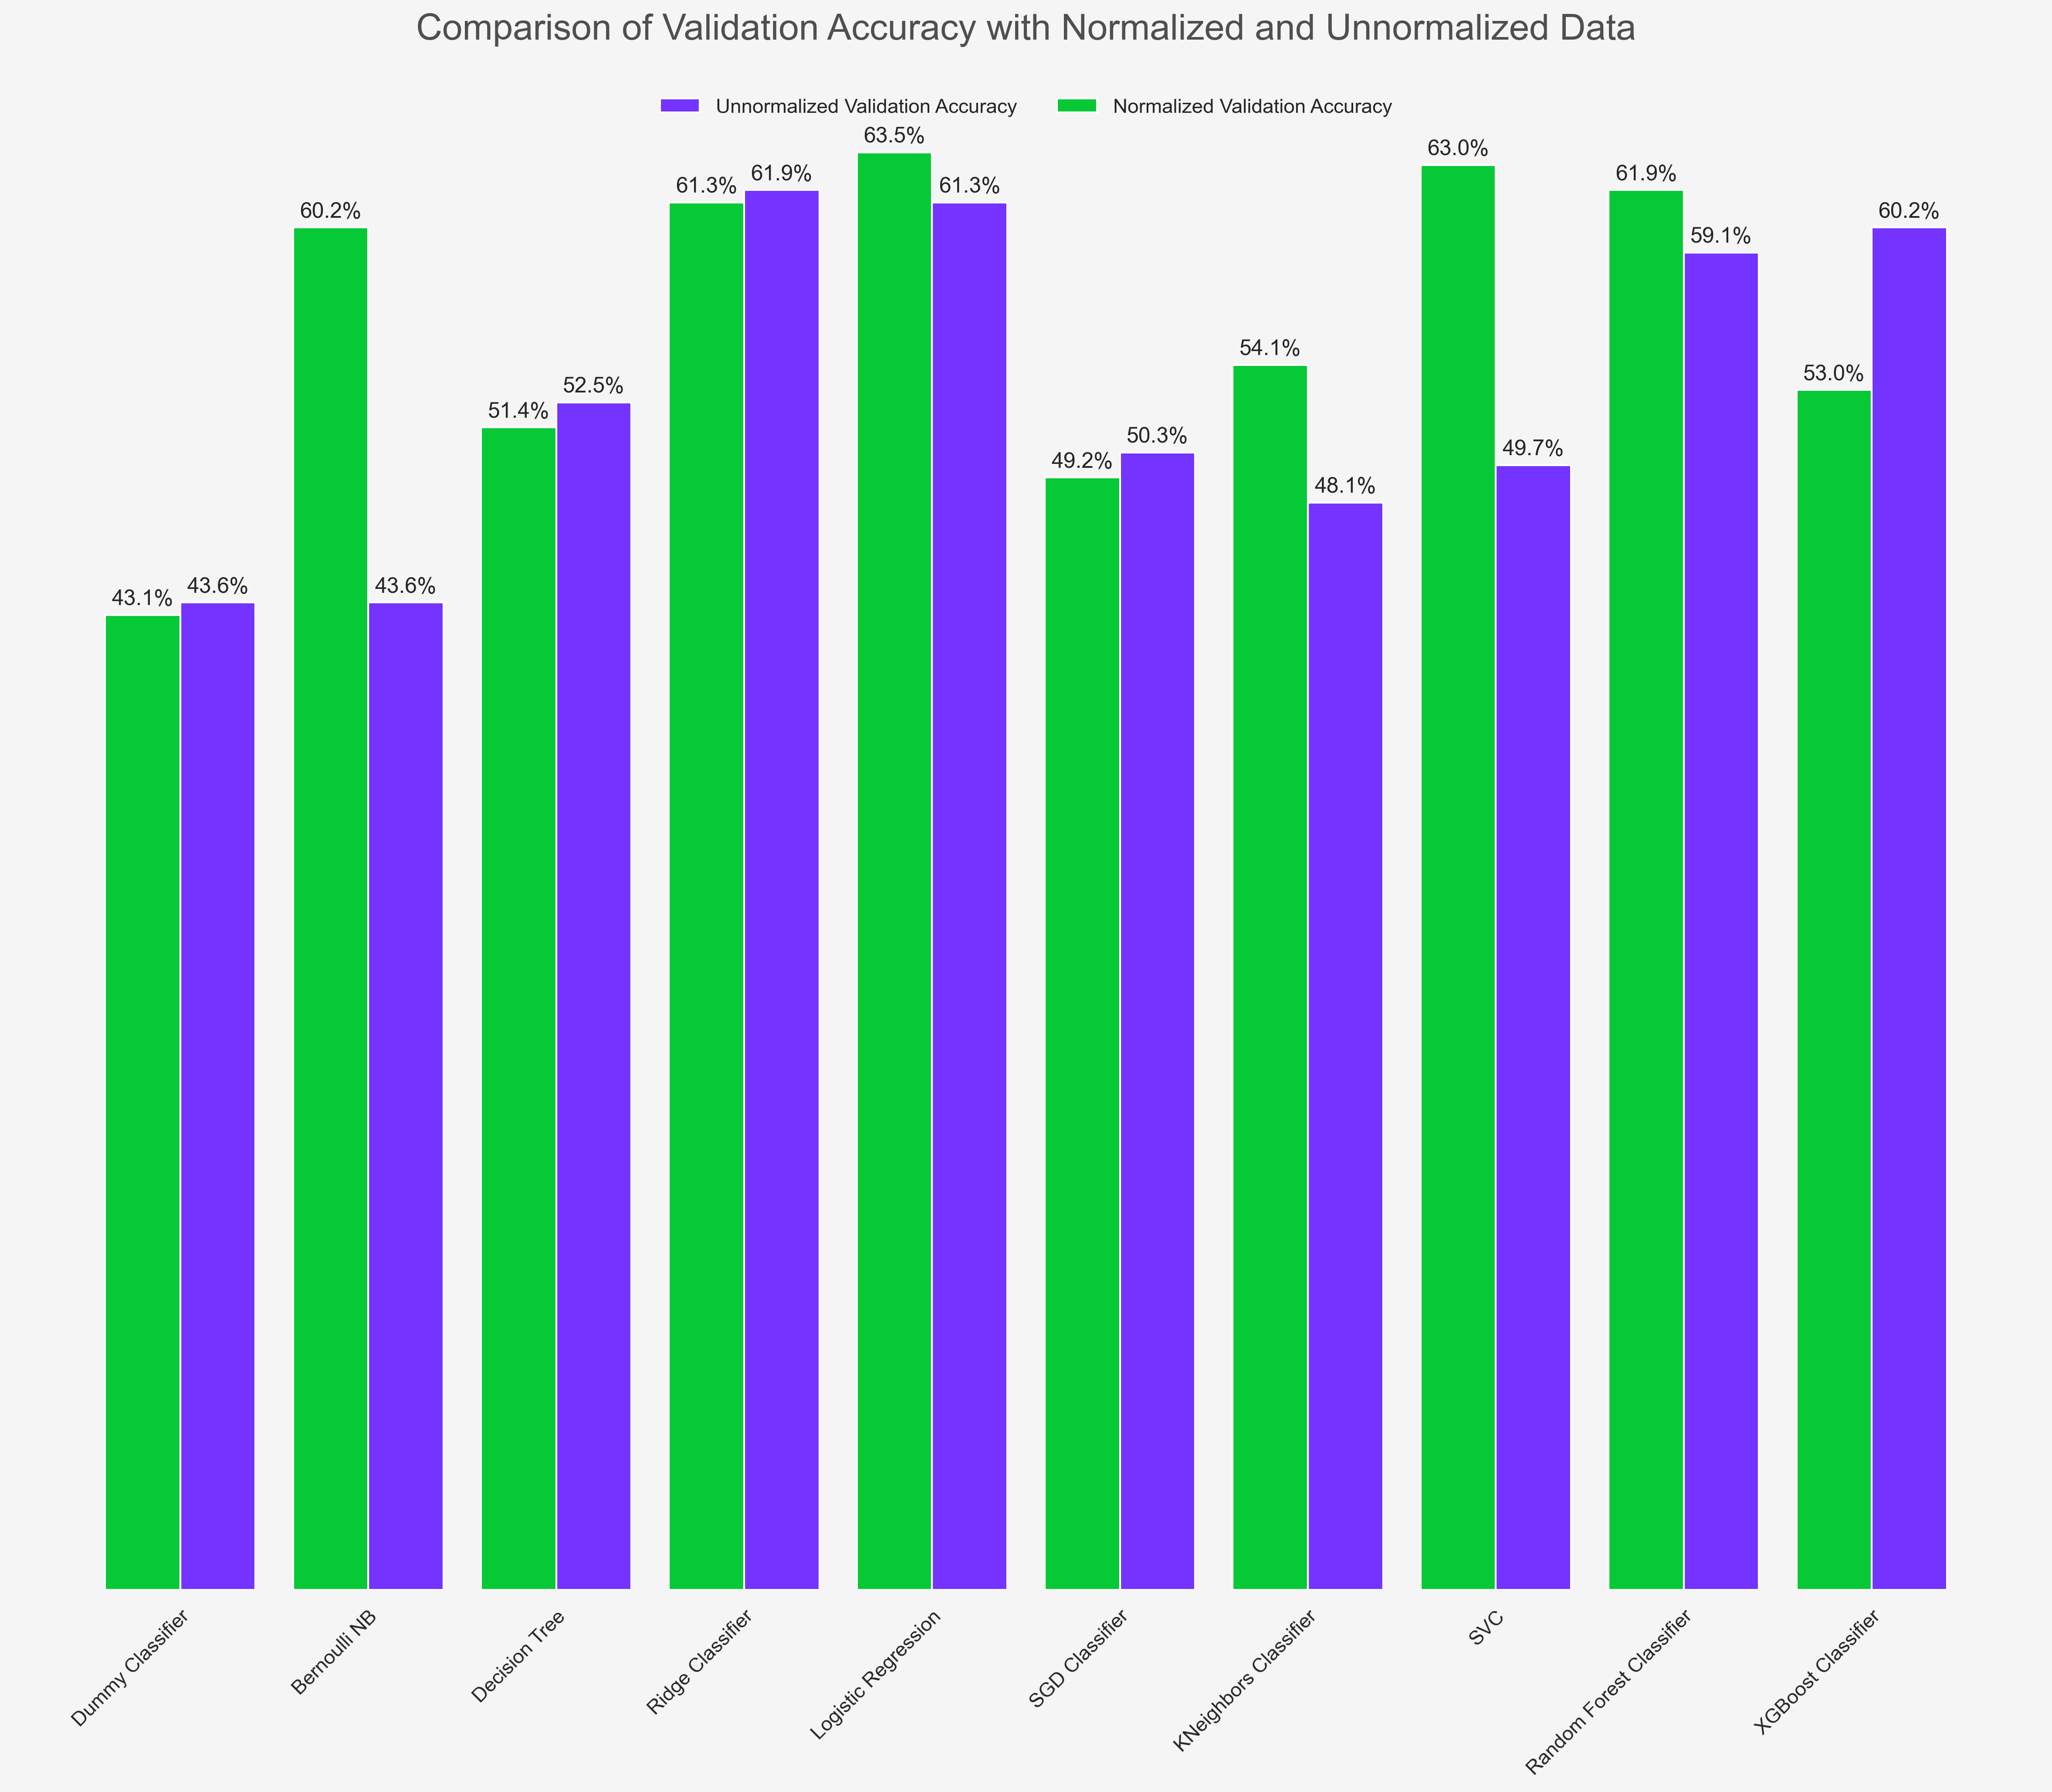 Comparison of Validation Accuracy with Normalized and Unnormalized Data
Unnormalized Validation Accuracy
Normalized Validation Accuracy
43.1%
43.6%
60.2%
43.6%
51.4%
52.5%
61.3%
61.9%
63.5%
61.3%
49.2%
50.3%
54.1%
48.1%
63.0%
49.7%
61.9%
59.1%
53.0%
60.2%
Dummy Classifier
Bernoulli NB
Decision Tree
Ridge Classifier
Logistic Regression
SGD Classifier
KNeighbors Classifier
SVC
Random Forest Classifier
XGBoost Classifier